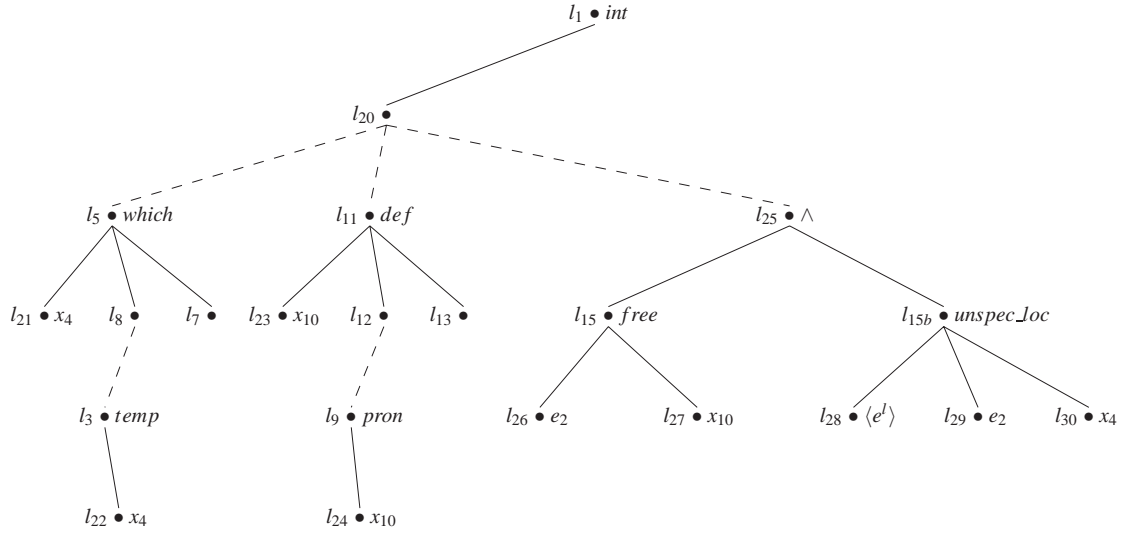 l₁ • int
l₂₀ •
l₅ • which l₁₁ • def l₂₅ • ∧
l₂₁ • x₄ l₈ • l₇ • l₂₃ • x₁₀ l₁₂ • l₁₃ • l₁₅ • free l₁₅b • unspec_loc
l₃ • temp l₉ • pron l₂₆ • e₂ l₂₇ • x₁₀ l₂₈ • ⟨eˡ⟩ l₂₉ • e₂ l₃₀ • x₄
l₂₂ • x₄ l₂₄ • x₁₀